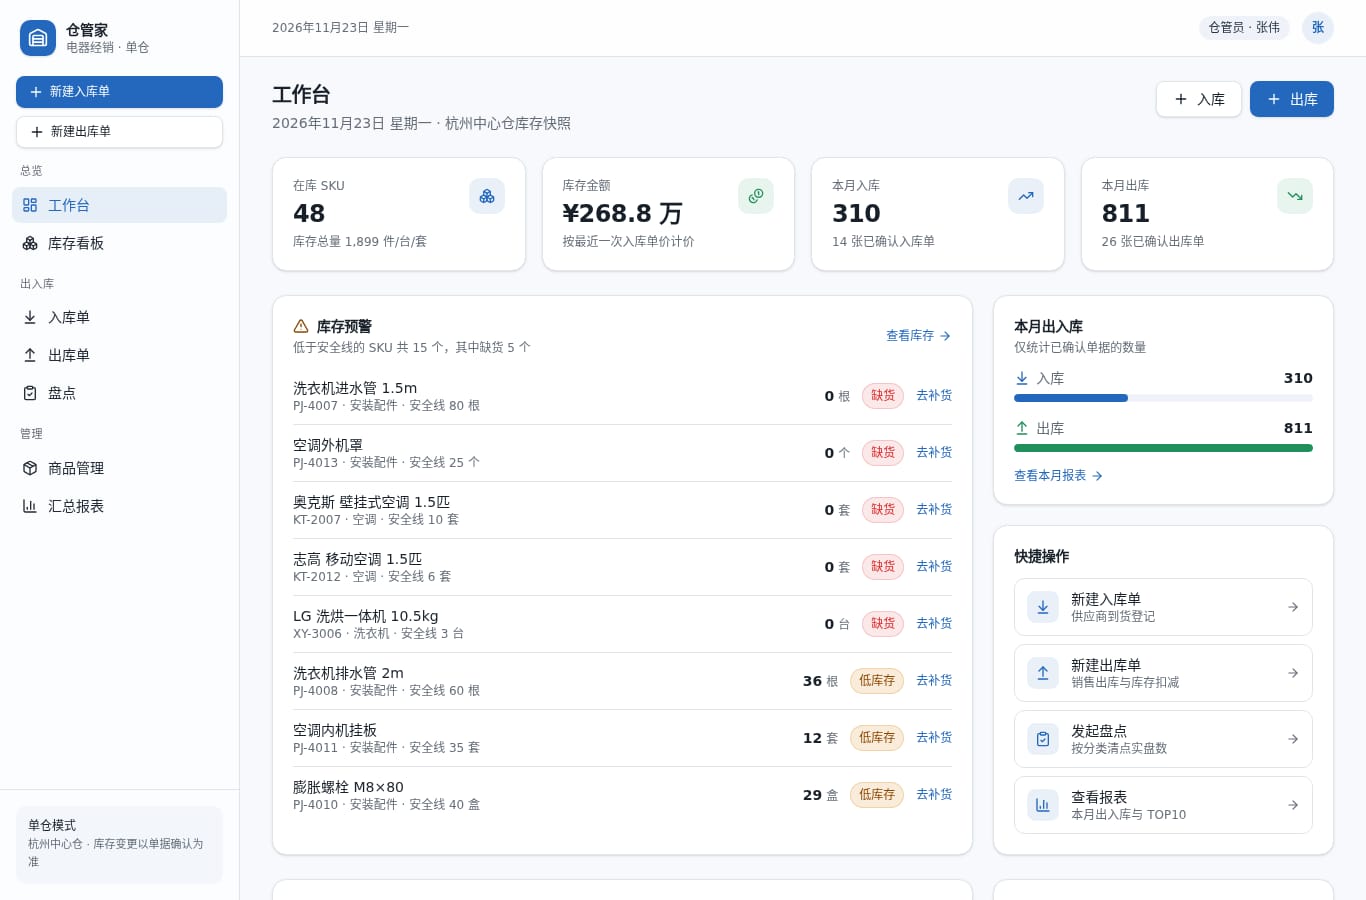 仓管家
电器经销 · 单仓
新建入库单
新建出库单
总览
工作台
库存看板
出入库
入库单
出库单
盘点
管理
商品管理
汇总报表
单仓模式
杭州中心仓 · 库存变更以单据确认为
准
2026年11月23日 星期一
仓管员 · 张伟
张
工作台
2026年11月23日 星期一 · 杭州中心仓库存快照
入库
出库
在库 SKU
48
库存总量 1,899 件/台/套
库存金额
¥268.8 万
按最近一次入库单价计价
本月入库
310
14 张已确认入库单
本月出库
811
26 张已确认出库单
库存预警
低于安全线的 SKU 共 15 个，其中缺货 5 个
查看库存
洗衣机进水管 1.5m
PJ-4007 · 安装配件 · 安全线 80 根
0 根 缺货 去补货
空调外机罩
PJ-4013 · 安装配件 · 安全线 25 个
0 个 缺货 去补货
奥克斯 壁挂式空调 1.5匹
KT-2007 · 空调 · 安全线 10 套
0 套 缺货 去补货
志高 移动空调 1.5匹
KT-2012 · 空调 · 安全线 6 套
0 套 缺货 去补货
LG 洗烘一体机 10.5kg
XY-3006 · 洗衣机 · 安全线 3 台
0 台 缺货 去补货
洗衣机排水管 2m
PJ-4008 · 安装配件 · 安全线 60 根
36 根 低库存 去补货
空调内机挂板
PJ-4011 · 安装配件 · 安全线 35 套
12 套 低库存 去补货
膨胀螺栓 M8×80
PJ-4010 · 安装配件 · 安全线 40 盒
29 盒 低库存 去补货
本月出入库
仅统计已确认单据的数量
入库 310
出库 811
查看本月报表
快捷操作
新建入库单
供应商到货登记
新建出库单
销售出库与库存扣减
发起盘点
按分类清点实盘数
查看报表
本月出入库与 TOP10